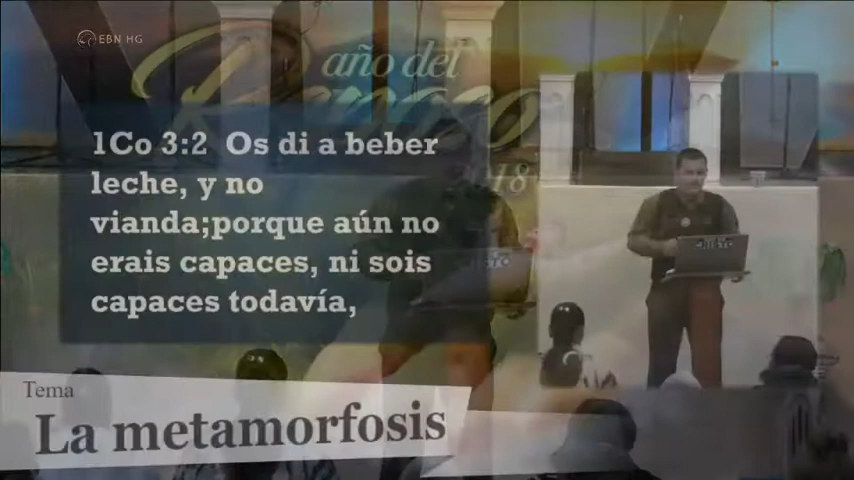 EBN HG
año del
1Co 3:2 Os di a beber
leche, y no
vianda;porque aún no
erais capaces, ni sois
capaces todavía,
18
CRISTO
Tema
La metamorfosis